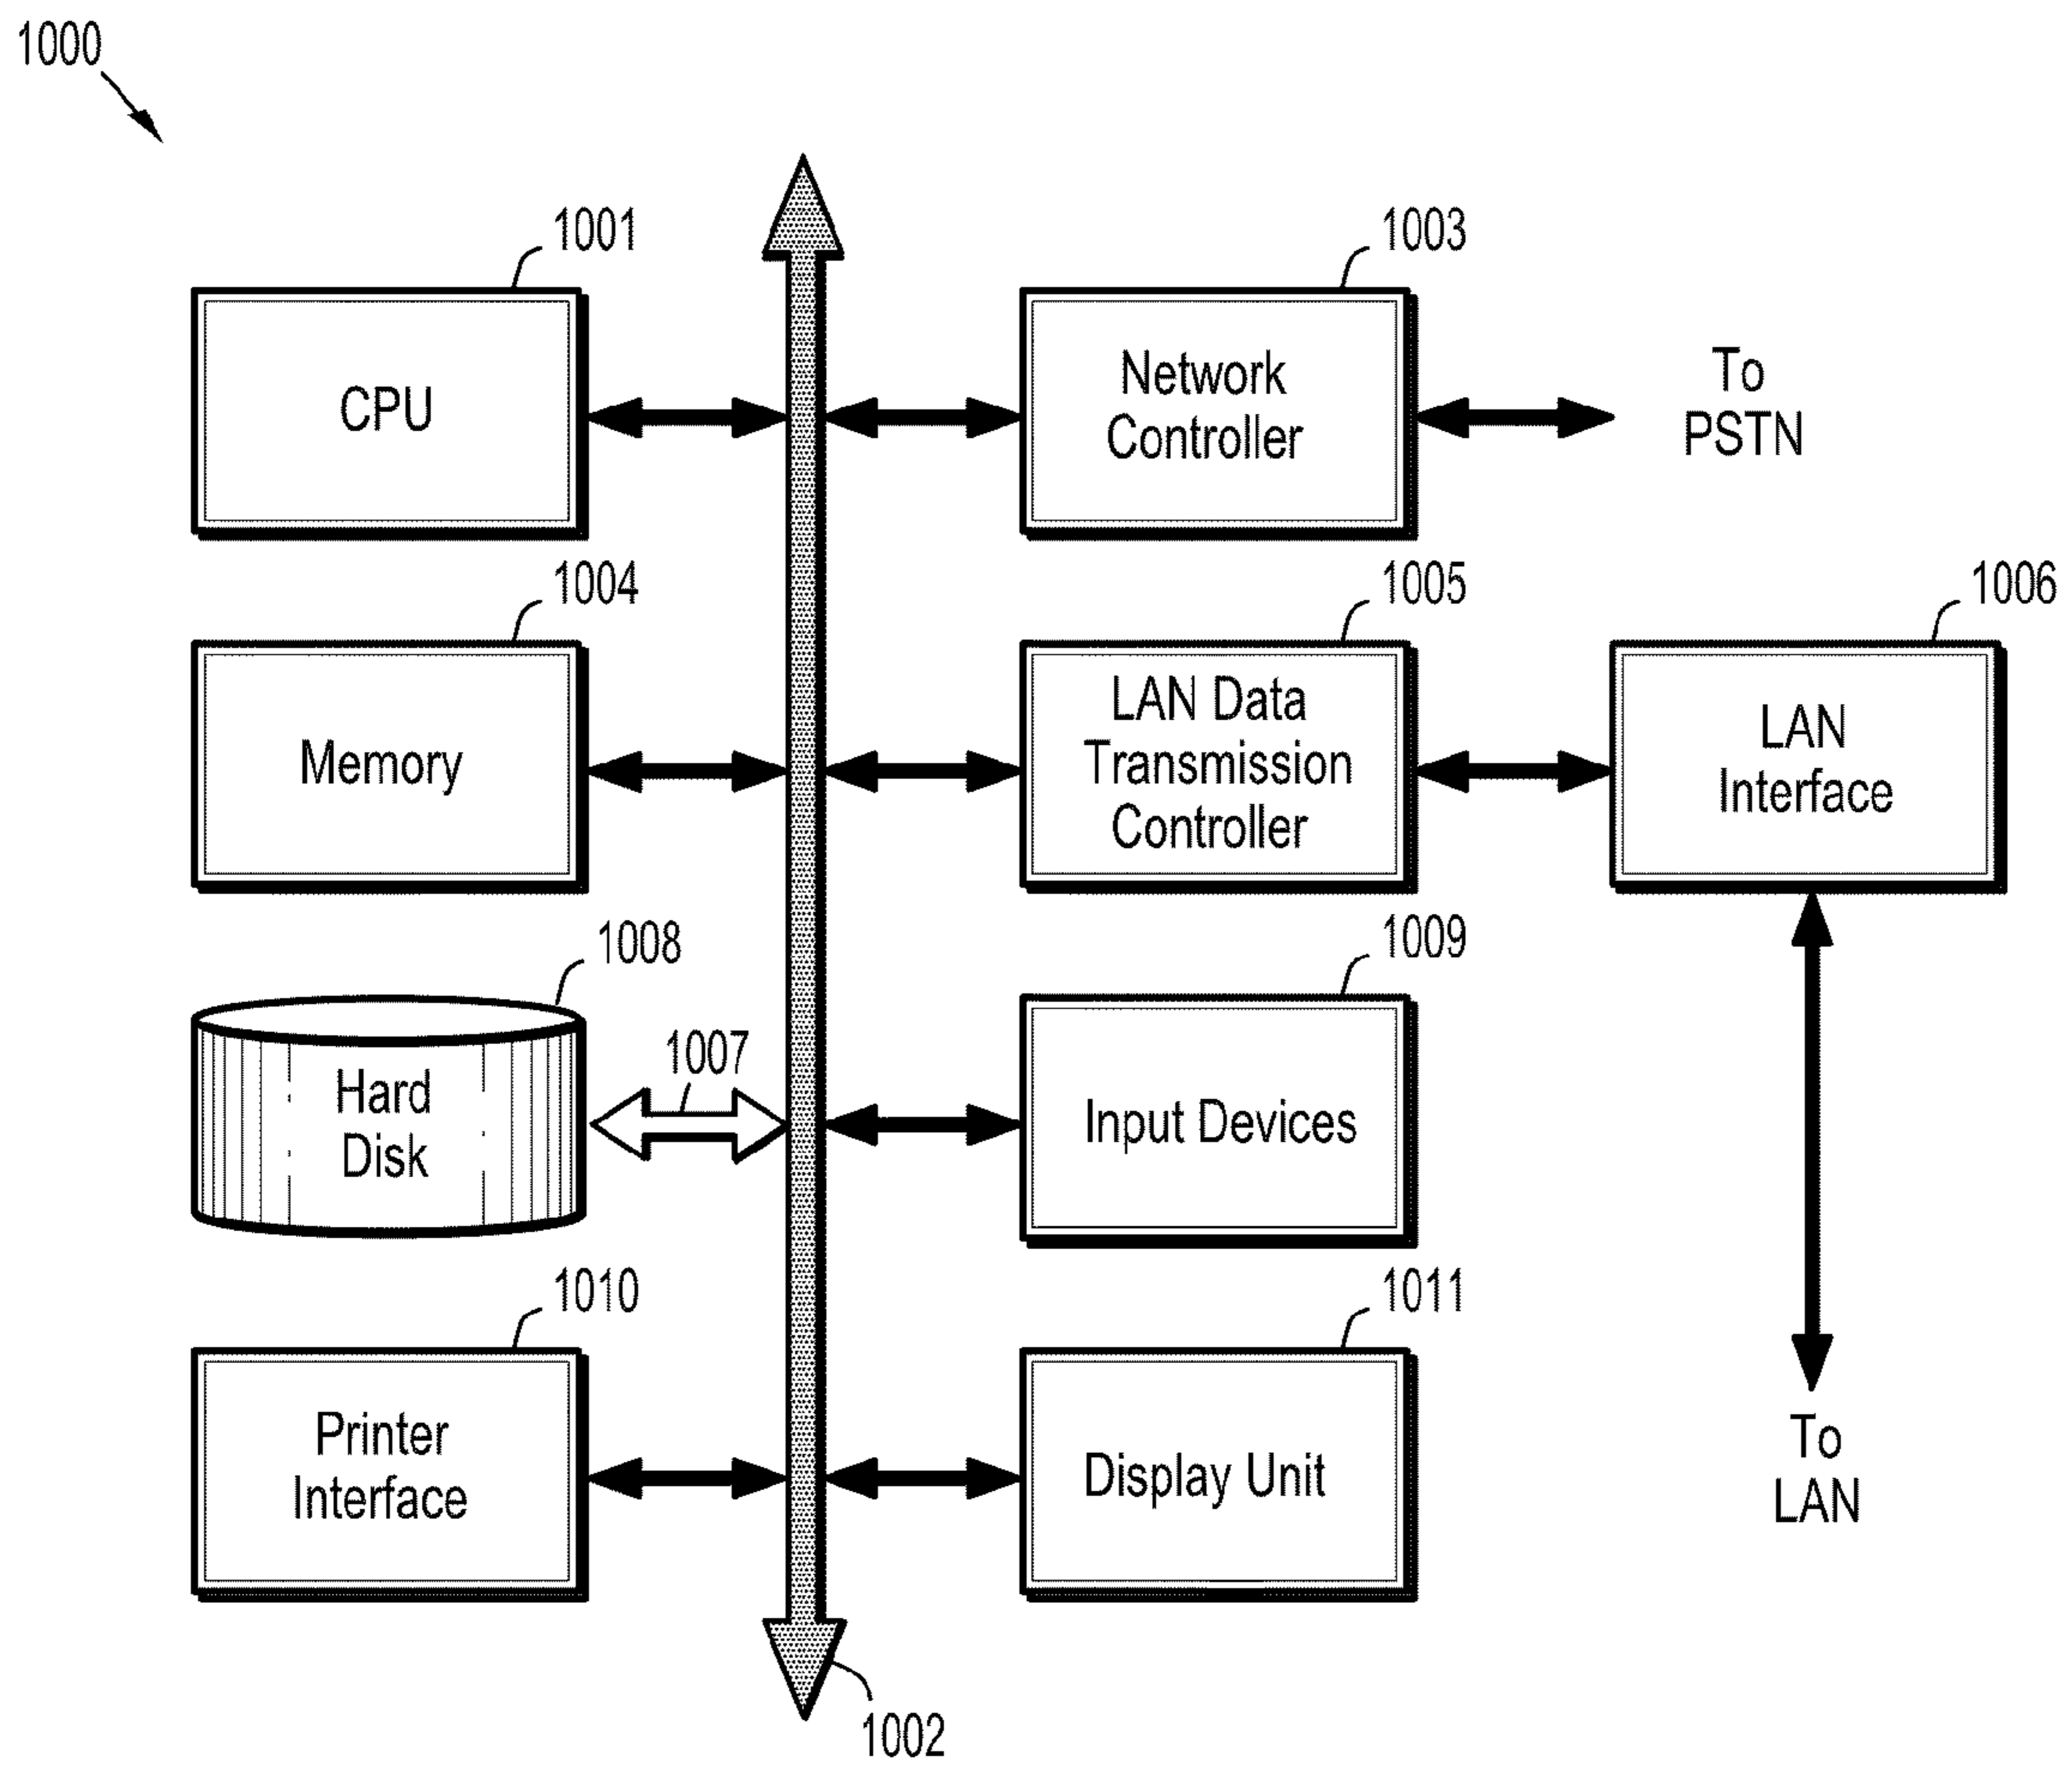 1000
1001
CPU
1003
Network
Controller
To
PSTN
1004
Memory
1005
LAN Data
Transmission
Controller
1006
LAN
Interface
1008
Hard
Disk
1007
1009
Input Devices
1010
Printer
Interface
1011
Display Unit
To
LAN
1002